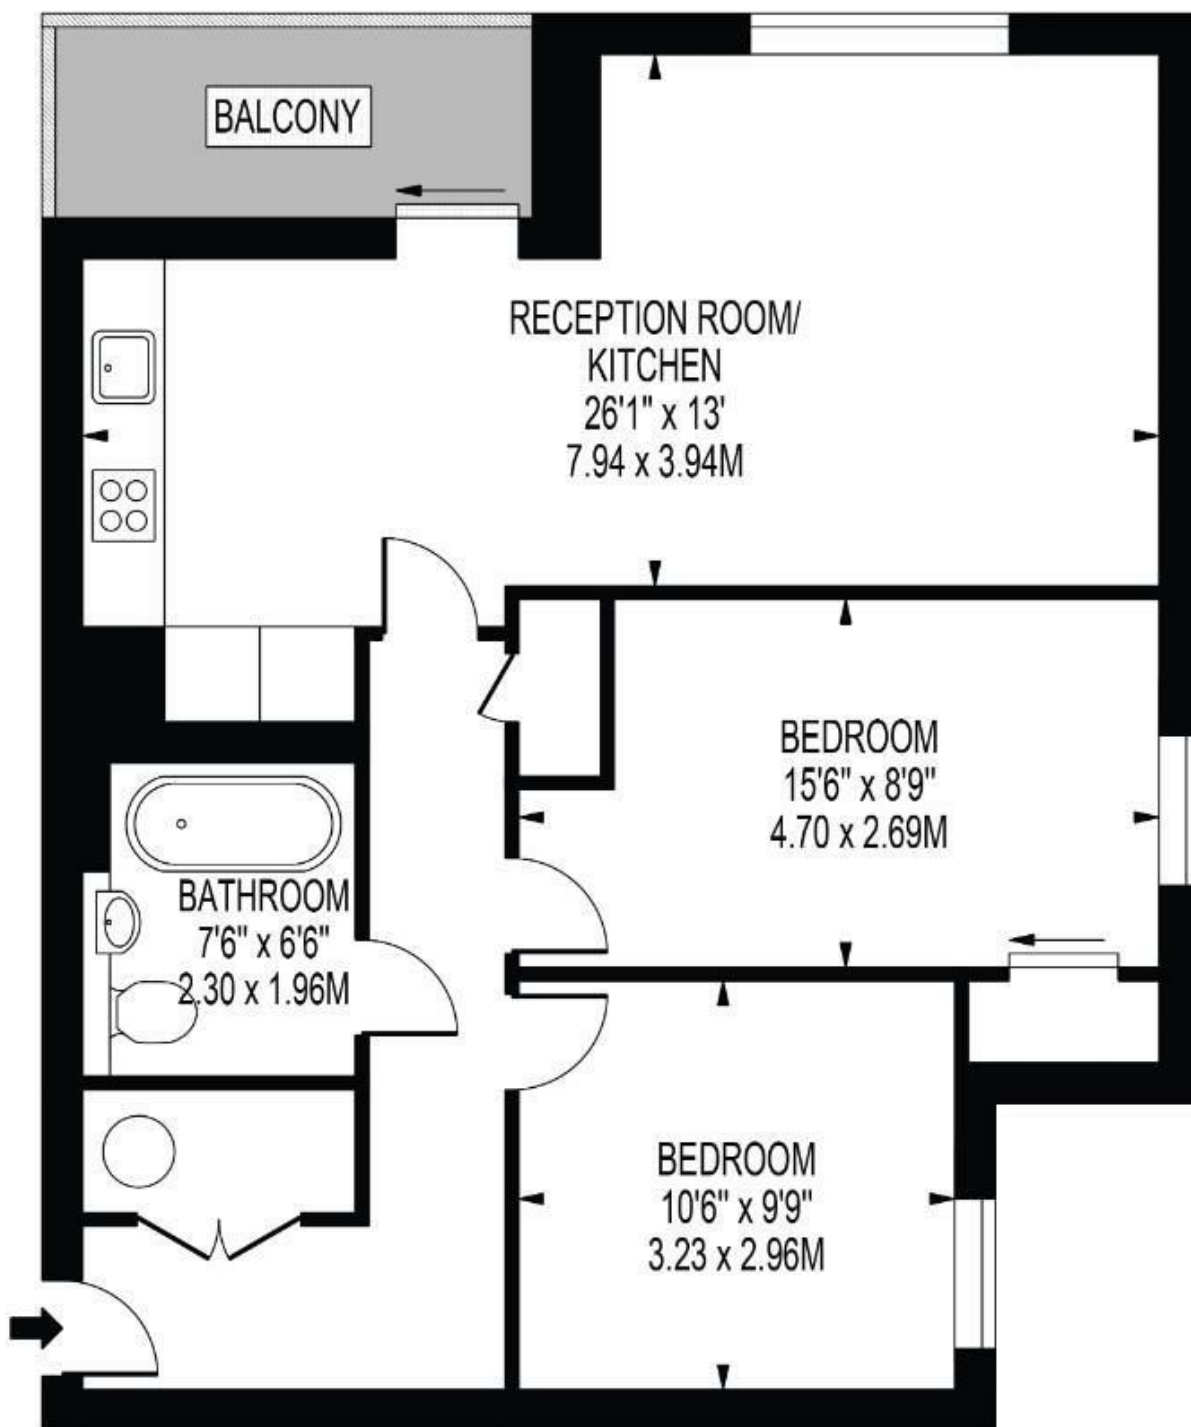 BALCONY
RECEPTION ROOM/
KITCHEN
26'1" x 13'
7.94 x 3.94M
BEDROOM
15'6" x 8'9"
4.70 x 2.69M
BATHROOM
7'6" x 6'6"
2.30 x 1.96M
BEDROOM
10'6" x 9'9"
3.23 x 2.96M